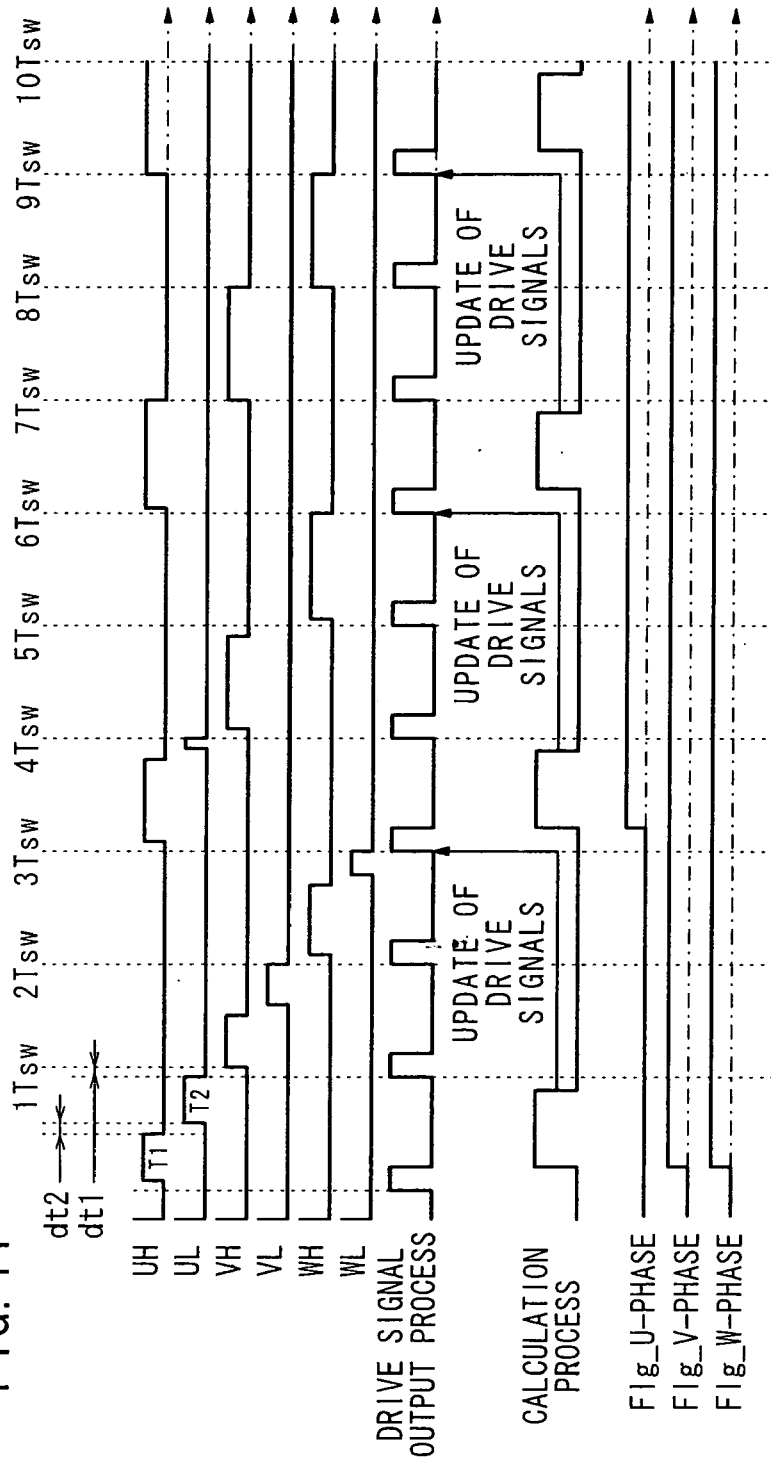 dt2
dt1
1Tsw
2Tsw
3Tsw
4Tsw
5Tsw
6Tsw
7Tsw
8Tsw
9Tsw
10Tsw
UH
T1
UL
T2
VH
VL
WH
WL
DRIVE SIGNAL
OUTPUT PROCESS
UPDATE OF
DRIVE
SIGNALS
UPDATE OF
DRIVE
SIGNALS
UPDATE OF
DRIVE
SIGNALS
CALCULATION
PROCESS
Flg_U-PHASE
Flg_V-PHASE
Flg_W-PHASE